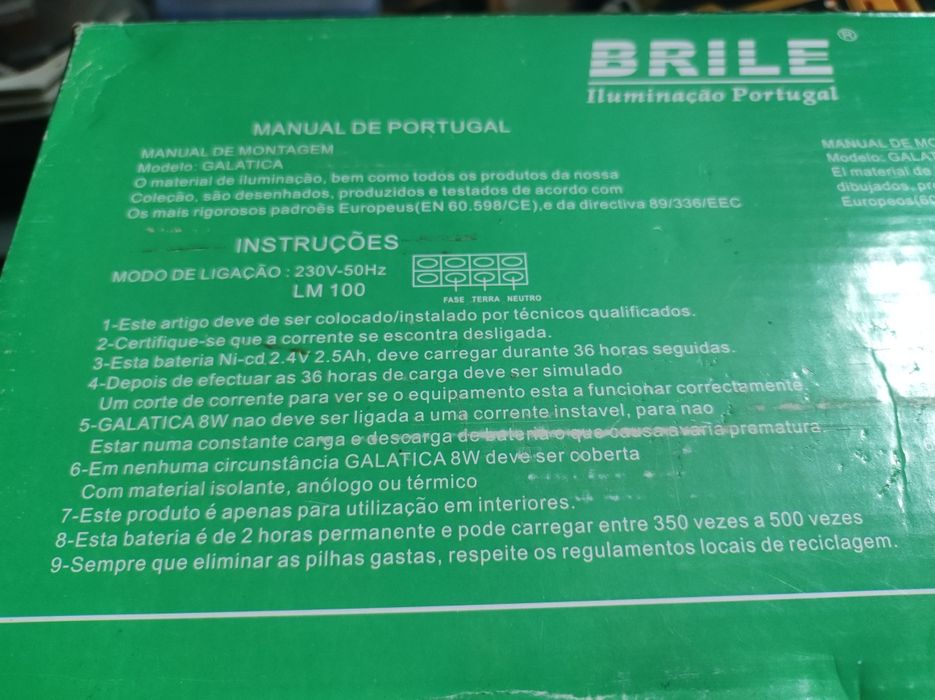 BRILE®
Iluminação Portugal
MANUAL DE PORTUGAL
MANUAL DE MONTAGEM
Modelo: GALATICA
O material de iluminação, bem como todos os produtos da nossa
Coleção, são desenhados, produzidos e testados de acordo com
Os mais rigorosos padroês Europeus(EN 60.598/CE),e da directiva 89/336/EEC
INSTRUÇÕES
MODO DE LIGAÇÃO : 230V-50Hz
LM 100
FASE TERRA NEUTRO
1-Este artigo deve de ser colocado/instalado por técnicos qualificados.
2-Certifique-se que a corrente se escontra desligada.
3-Esta bateria Ni-cd 2.4V 2.5Ah, deve carregar durante 36 horas seguidas.
4-Depois de efectuar as 36 horas de carga deve ser simulado
Um corte de corrente para ver se o equipamento esta a funciohar correctamente.
5-GALATICA 8W nao deve ser ligada a uma corrente instavel, para nao
Estar numa constante carga e descarga de bateria o que causa avaria prematura.
6-Em nenhuma circunstância GALATICA 8W deve ser coberta
Com material isolante, anólogo ou térmico
7-Este produto é apenas para utilização em interiores.
8-Esta bateria é de 2 horas permanente e pode carregar entre 350 vezes a 500 vezes
9-Sempre que eliminar as pilhas gastas, respeite os regulamentos locais de reciclagem.
MANUAL DE
Modelo:
El material de
dibujados,
Europeos